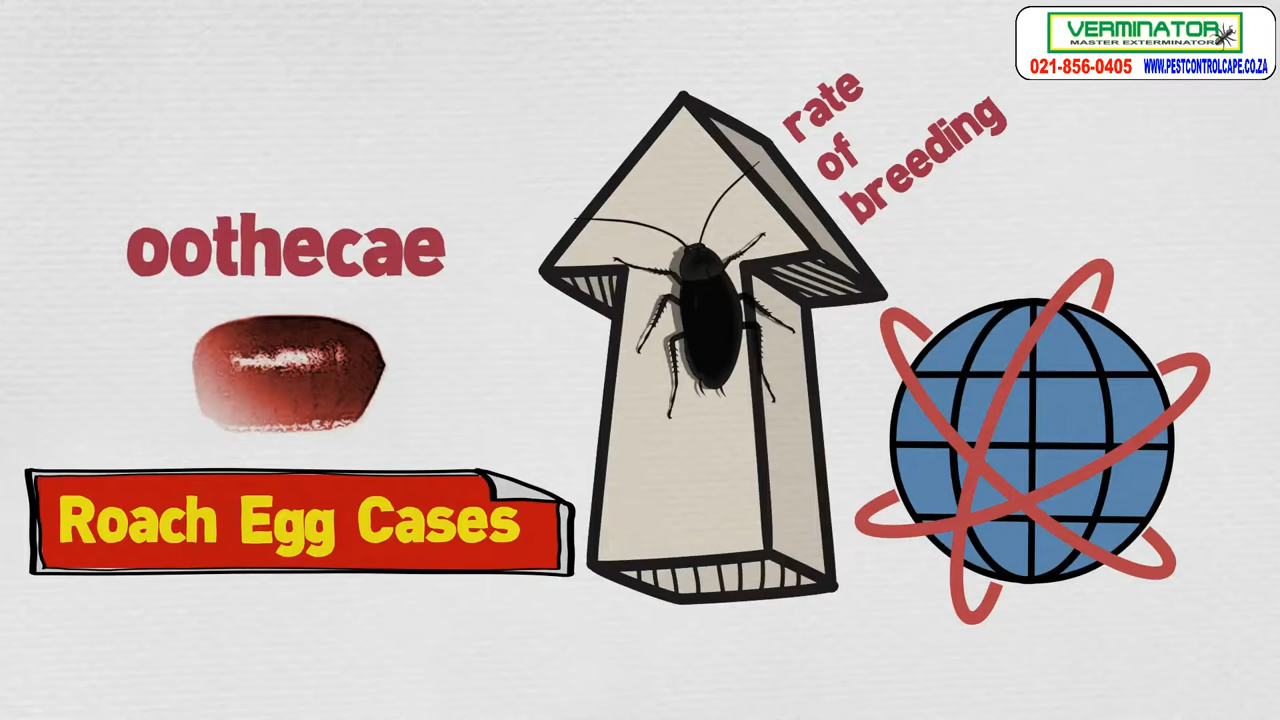 VERMINATOR
MASTER EXTERMINATOR
021-856-0405 WWW.PESTCONTROLCAPE.CO.ZA
rate
of
breeding
oothecae
Roach Egg Cases